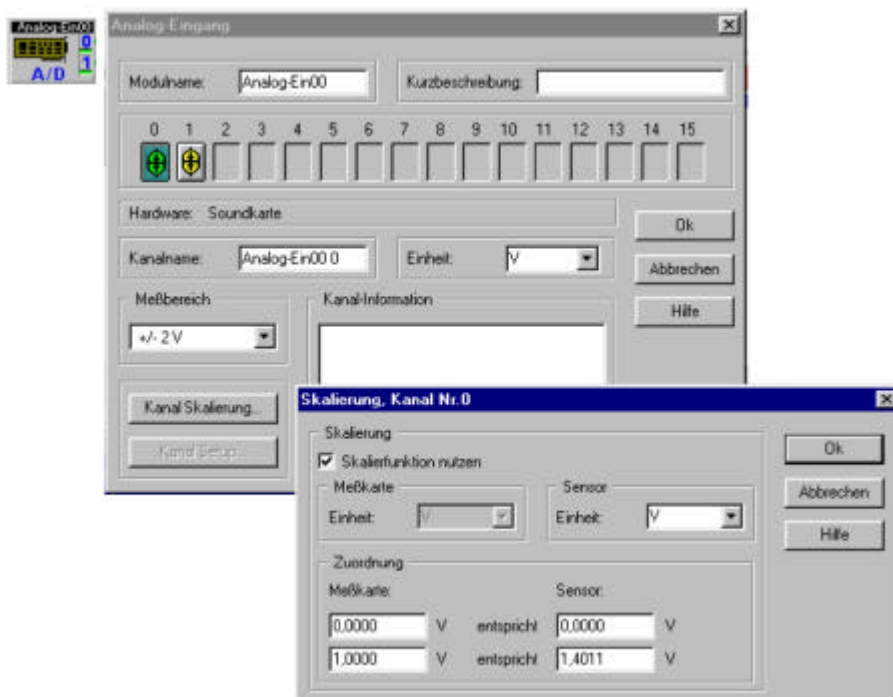 Analog-Ein00
0
1
A/D
Analog-Eingang
Modulname: Analog-Ein00 Kurzbeschreibung:
0 1 2 3 4 5 6 7 8 9 10 11 12 13 14 15
Hardware: Soundkarte
Ok
Kanalname: Analog-Ein00 0 Einheit: V
Abbrechen
Meßbereich Kanal-Information
Hilfe
+/- 2 V
Kanal Skalierung...
Kanal Setup...
Skalierung, Kanal Nr.0
Skalierung
Ok
Skalierfunktion nutzen
Meßkarte Sensor
Abbrechen
Einheit: V Einheit: V
Hilfe
Zuordnung
Meßkarte: Sensor:
0,0000 V entspricht 0,0000 V
1,0000 V entspricht 1,4011 V